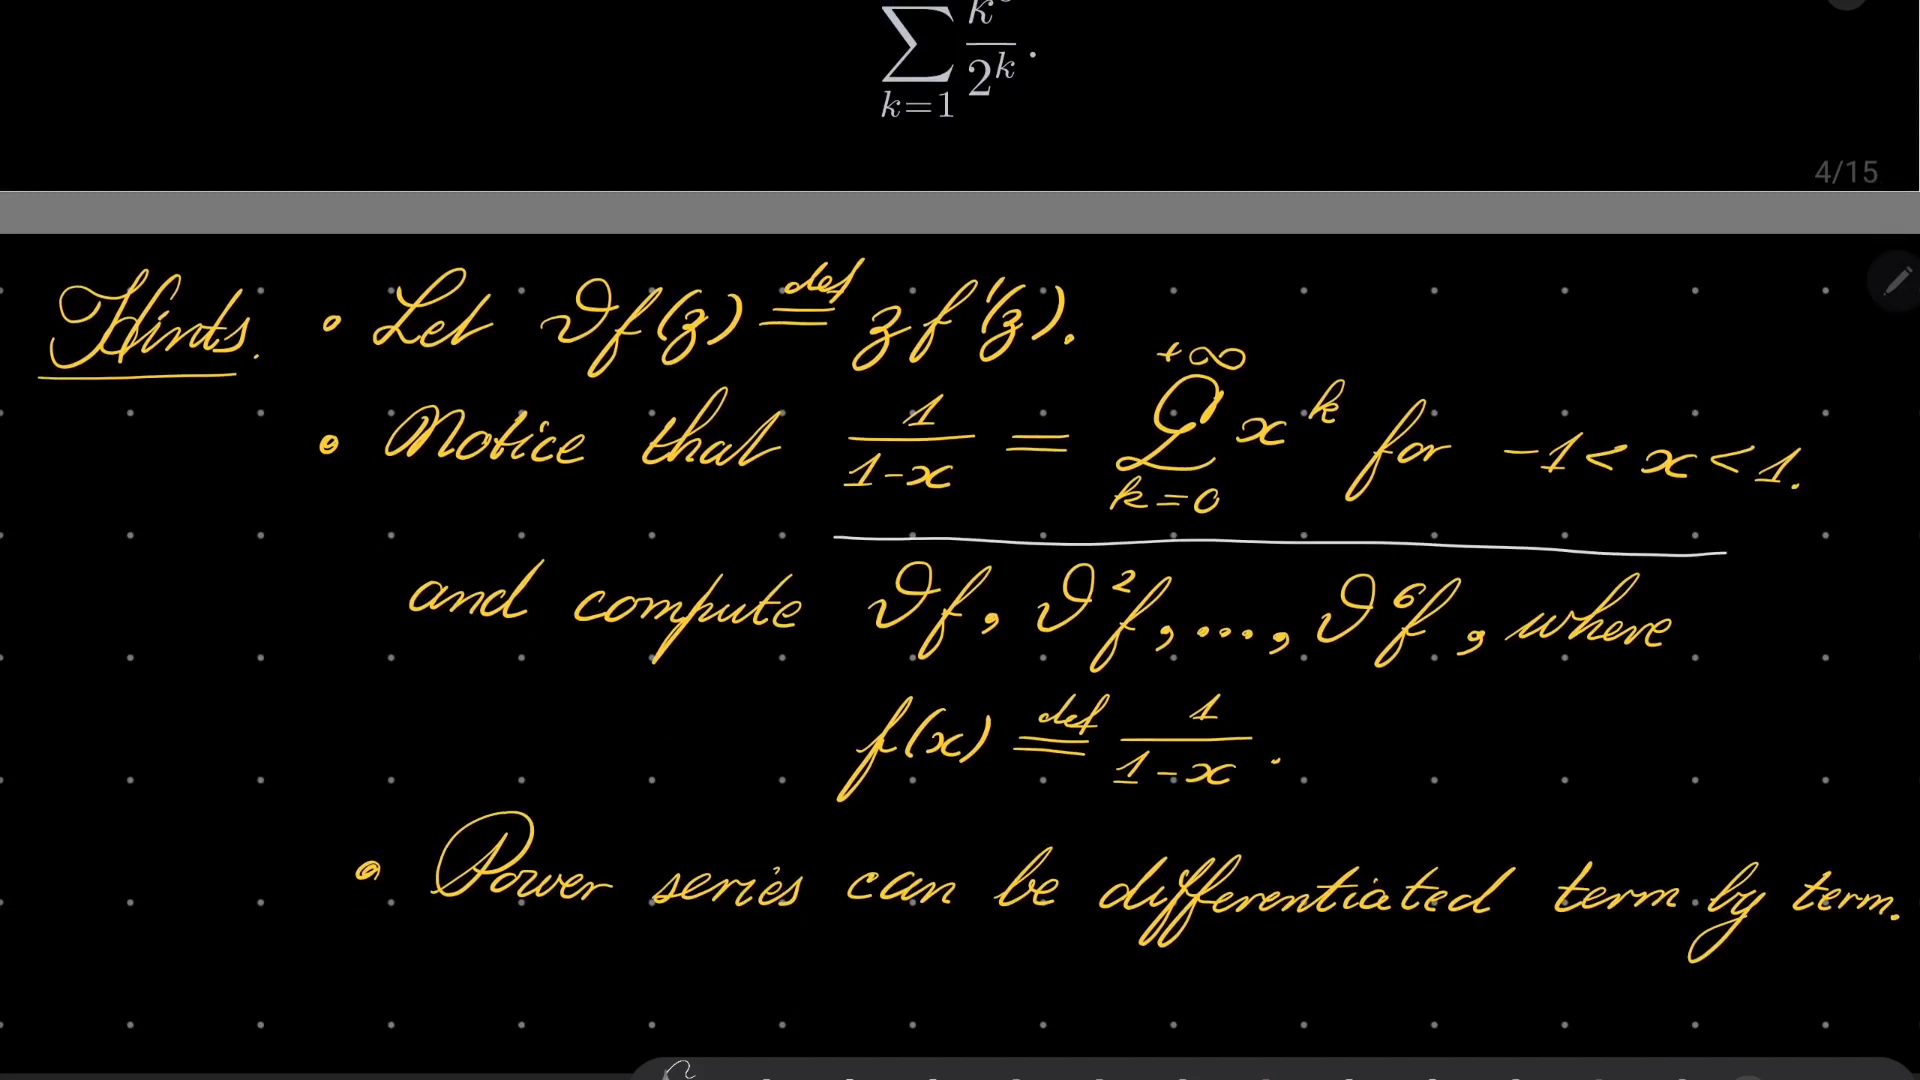 ∑_{k=1} k/2^k.
4/15
Hints. • Let ϑf(z) =^{def} z f'(z).
• Notice that 1/(1-x) = ∑_{k=0}^{+∞} x^k for -1 < x < 1.
and compute ϑf, ϑ²f, ..., ϑ⁶f, where
f(x) =^{def} 1/(1-x).
• Power series can be differentiated term by term.